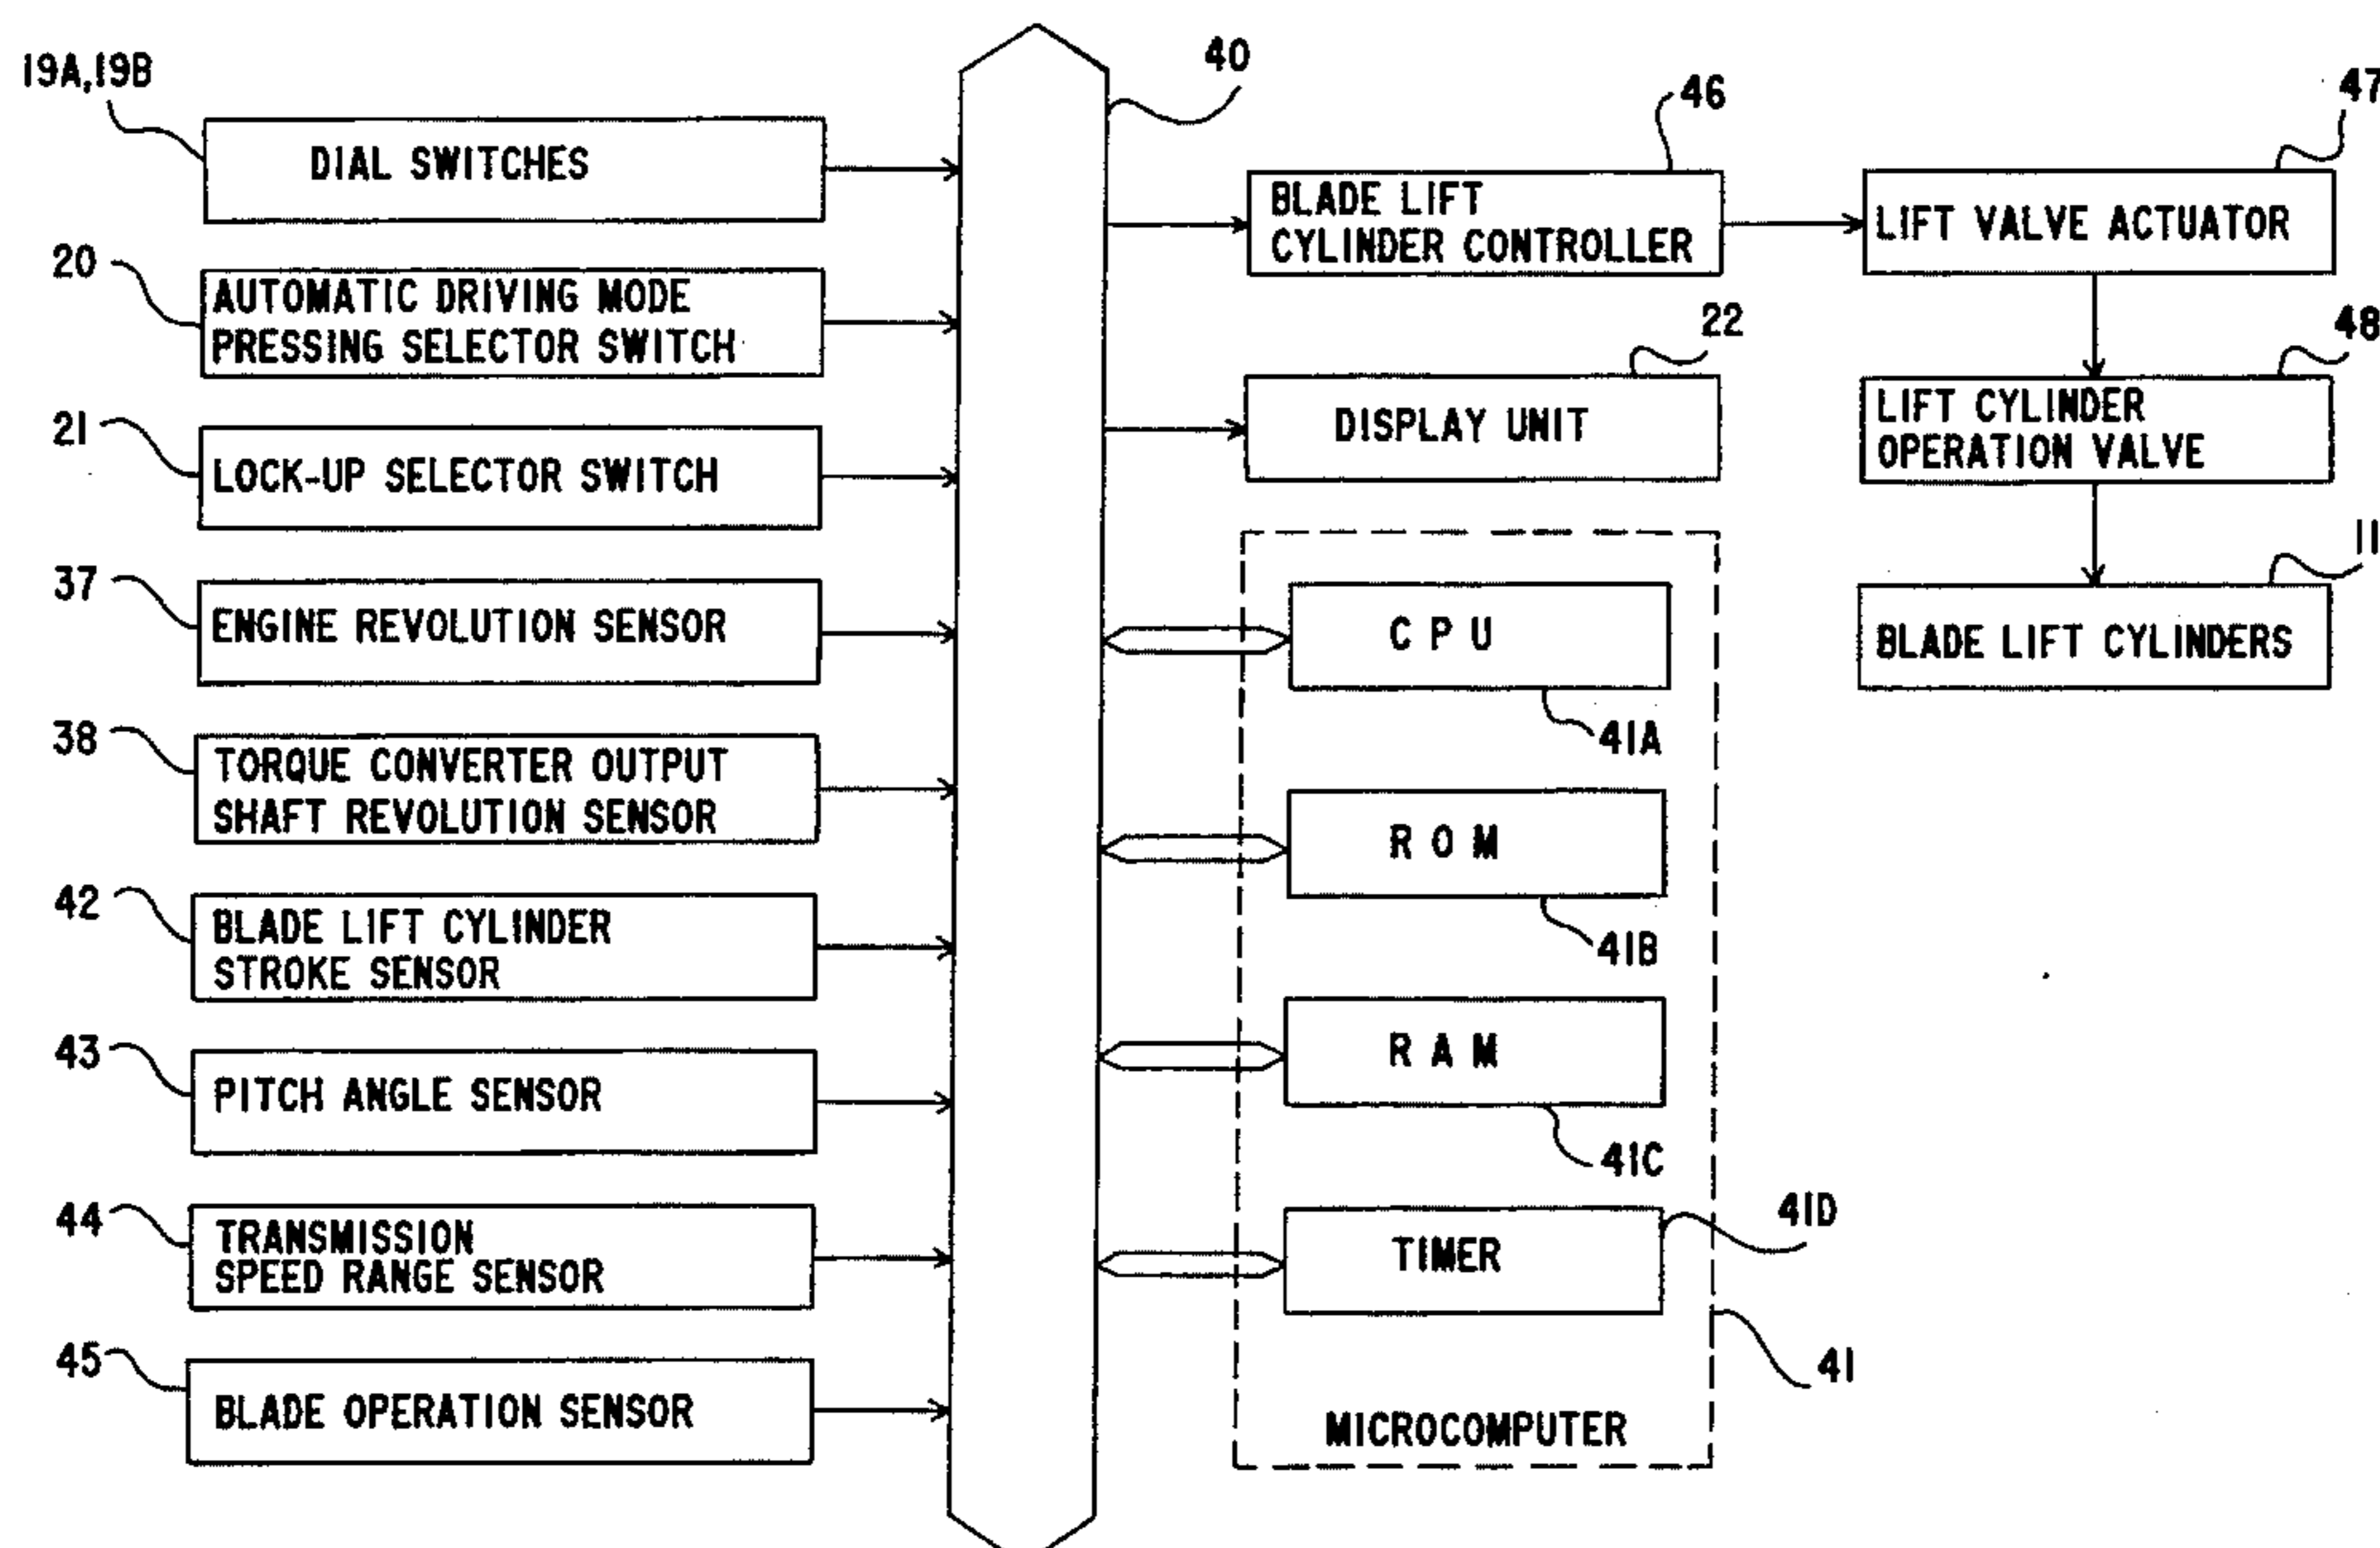 19A,19B
DIAL SWITCHES
20
AUTOMATIC DRIVING MODE
PRESSING SELECTOR SWITCH
21
LOCK-UP SELECTOR SWITCH
37
ENGINE REVOLUTION SENSOR
38
TORQUE CONVERTER OUTPUT
SHAFT REVOLUTION SENSOR
42
BLADE LIFT CYLINDER
STROKE SENSOR
43
PITCH ANGLE SENSOR
44
TRANSMISSION
SPEED RANGE SENSOR
45
BLADE OPERATION SENSOR
40
46
BLADE LIFT
CYLINDER CONTROLLER
22
DISPLAY UNIT
CPU
41A
ROM
41B
RAM
41C
TIMER
41D
MICROCOMPUTER
41
47
LIFT VALVE ACTUATOR
48
LIFT CYLINDER
OPERATION VALVE
11
BLADE LIFT CYLINDERS